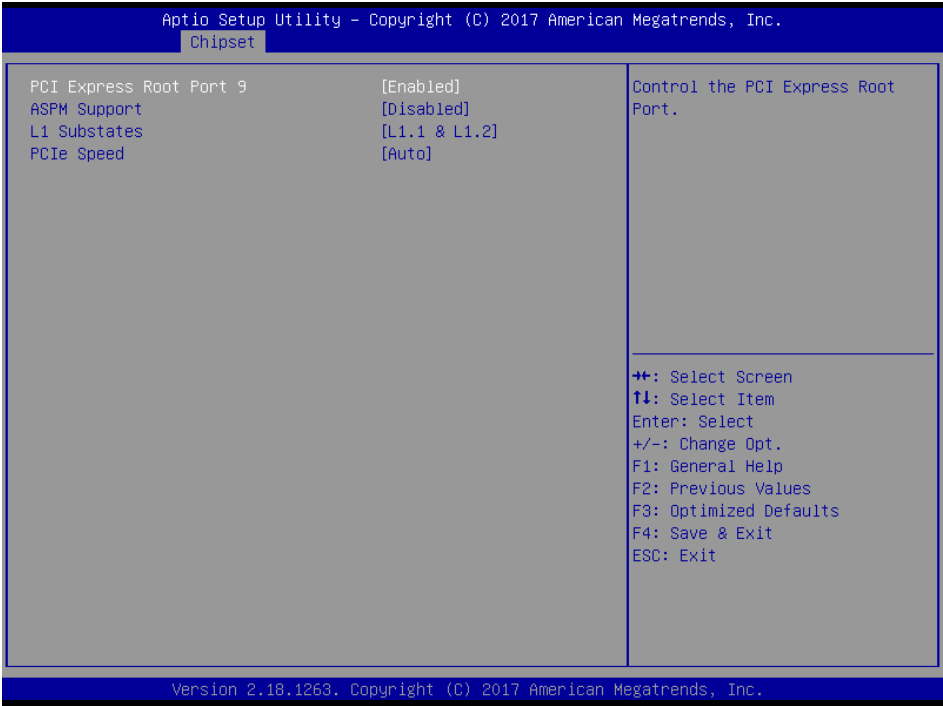 Aptio Setup Utility – Copyright (C) 2017 American Megatrends, Inc.
Chipset
PCI Express Root Port 9 [Enabled]
ASPM Support [Disabled]
L1 Substates [L1.1 & L1.2]
PCIe Speed [Auto]
Control the PCI Express Root
Port.
→←: Select Screen
↑↓: Select Item
Enter: Select
+/-: Change Opt.
F1: General Help
F2: Previous Values
F3: Optimized Defaults
F4: Save & Exit
ESC: Exit
Version 2.18.1263. Copyright (C) 2017 American Megatrends, Inc.